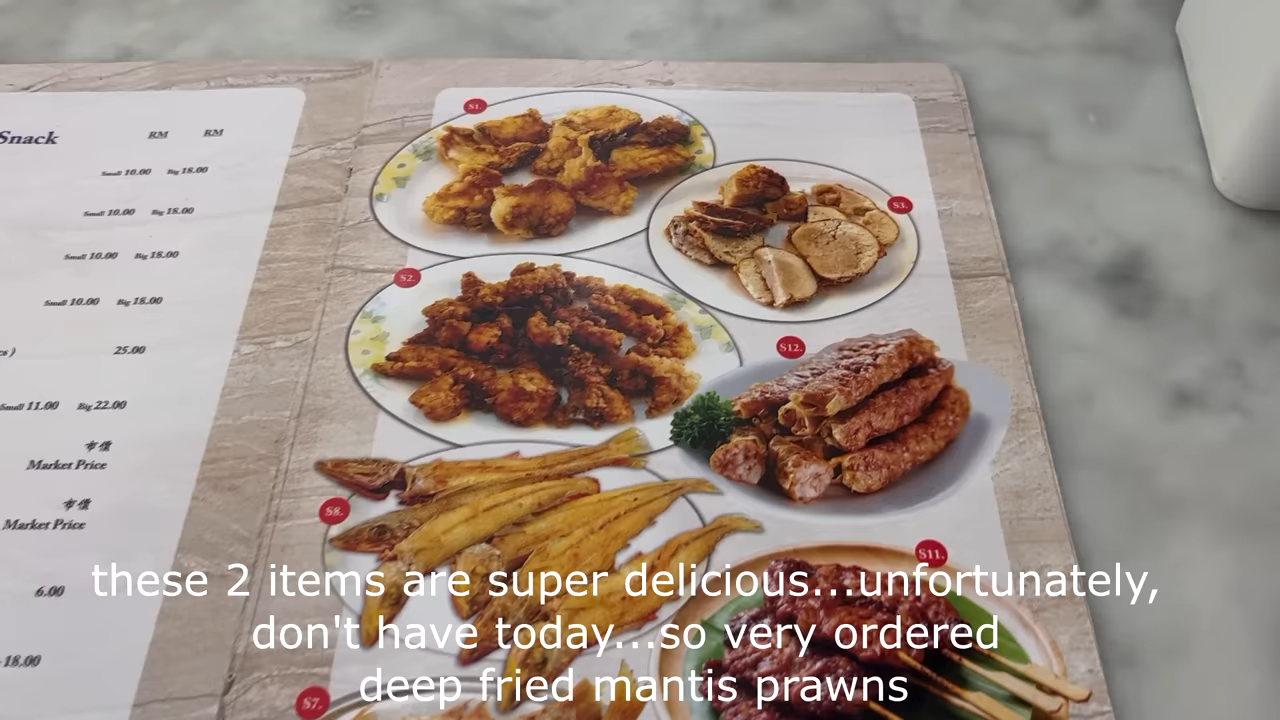 Snack RM RM
Small 10.00 Big 18.00
Small 10.00 Big 18.00
Small 10.00 Big 18.00
Small 10.00 Big 18.00
s ) 25.00
Small 11.00 Big 22.00
市價
Market Price
市價
Market Price
6.00
18.00
S1.
S3.
S2.
S12.
S8.
S11.
S7.
these 2 items are super delicious...unfortunately,
don't have today...so very ordered
deep fried mantis prawns